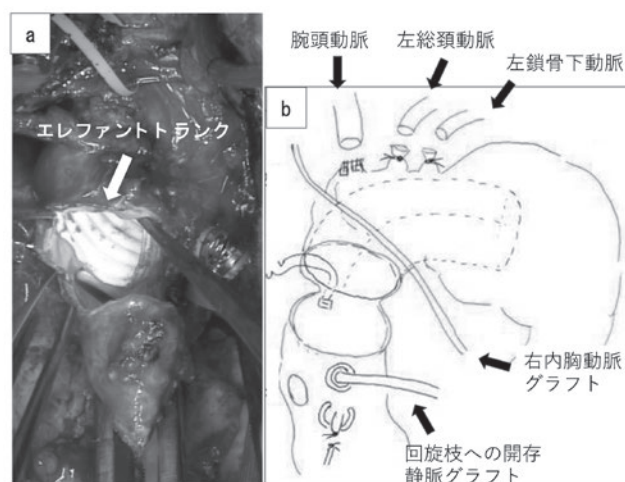 a
エレファントトランク
b
腕頭動脈
左総頚動脈
左鎖骨下動脈
右内胸動脈
グラフト
回旋枝への開存
静脈グラフト